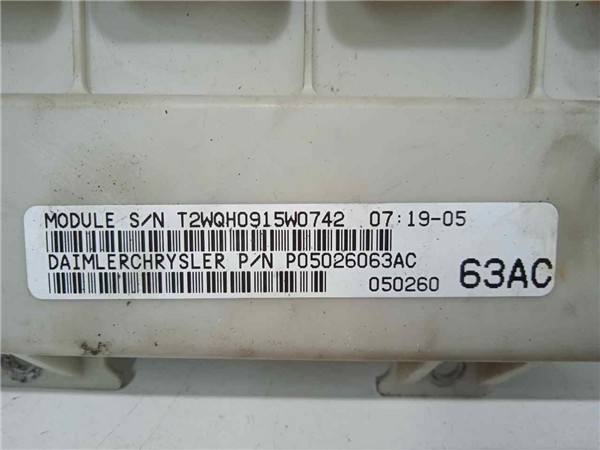 MODULE S/N T2WQH0915W0742 07:19-05
DAIMLERCHRYSLER P/N P05026063AC
050260 63AC